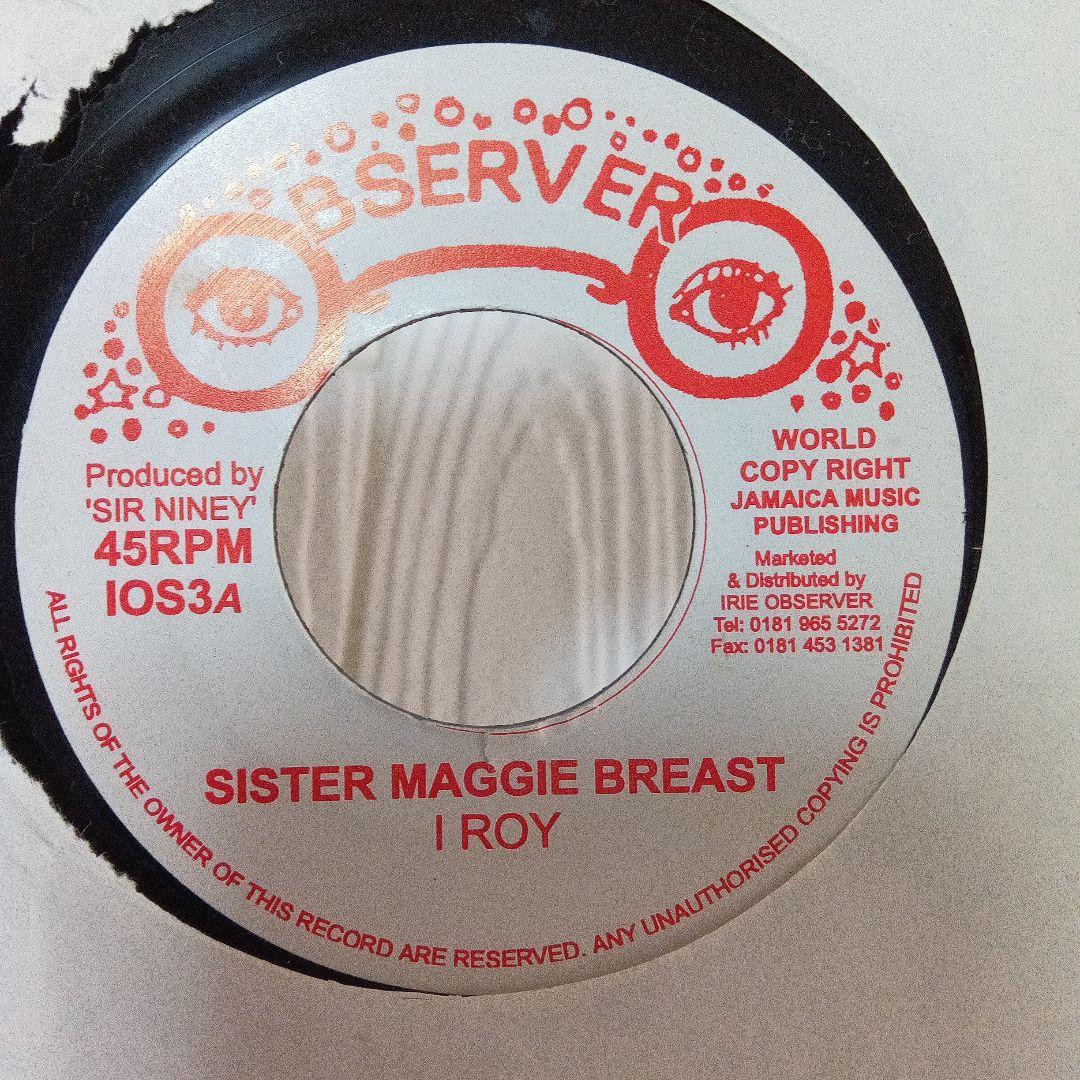 OBSERVER
Produced by
'SIR NINEY'
45RPM
IOS3A
WORLD
COPY RIGHT
JAMAICA MUSIC
PUBLISHING
Marketed
& Distributed by
IRIE OBSERVER
Tel: 0181 965 5272
Fax: 0181 453 1381
SISTER MAGGIE BREAST
I ROY
ALL RIGHTS OF THE OWNER OF THIS RECORD ARE RESERVED. ANY UNAUTHORISED COPYING IS PROHIBITED